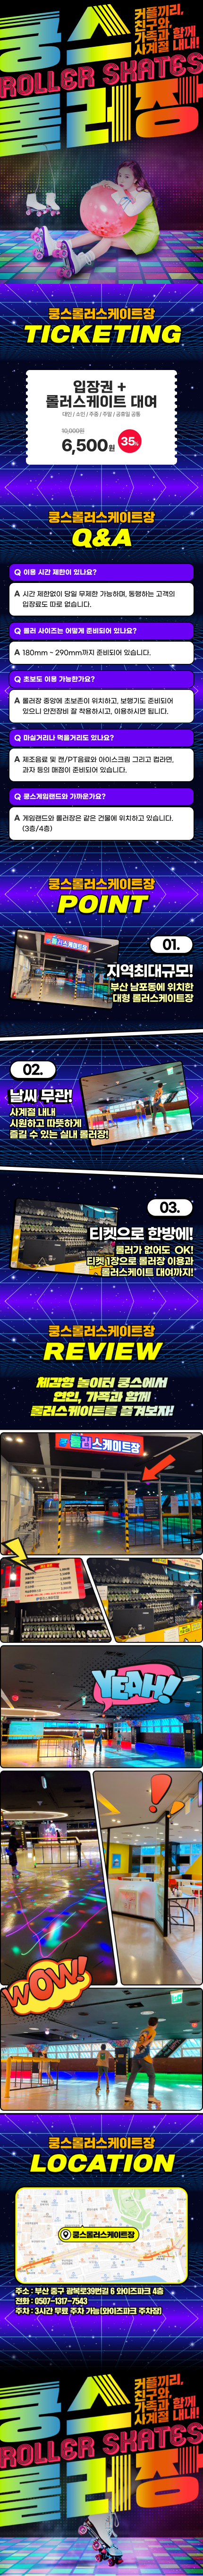 커플끼리,
친구와,
가족과 함께
사계절 내내!
쿵스
ROLLER SKATES
롤러장
쿵스롤러스케이트장
TICKETING
입장권 +
롤러스케이트 대여
대인 / 소인 / 주중 / 주말 / 공휴일 공통
10,000원
6,500원
35%
쿵스롤러스케이트장
Q&A
Q 이용 시간 제한이 있나요?
A 시간 제한없이 당일 무제한 가능하며, 동행하는 고객의
입장료도 따로 없습니다.
Q 롤러 사이즈는 어떻게 준비되어 있나요?
A 180mm ~ 290mm까지 준비되어 있습니다.
Q 초보도 이용 가능한가요?
A 롤러장 중앙에 초보존이 위치하고, 보행기도 준비되어
있으니 안전장비 잘 착용하시고, 이용하시면 됩니다.
Q 마실거리나 먹을거리도 있나요?
A 제조음료 및 캔/PT음료와 아이스크림 그리고 컵라면,
과자 등의 매점이 준비되어 있습니다.
Q 쿵스게임랜드와 가까운가요?
A 게임랜드와 롤러장은 같은 건물에 위치하고 있습니다.
(3층/4층)
쿵스롤러스케이트장
POINT
롤러스케이트장
01.
지역최대규모!
부산 남포동에 위치한
대형 롤러스케이트장
02.
날씨 무관!
사계절 내내
시원하고 따뜻하게
즐길 수 있는 실내 롤러장!
03.
티켓으로 한방에!
롤러가 없어도 OK!
티켓 1장으로 롤러장 이용과
롤러스케이트 대여까지!
쿵스롤러스케이트장
REVIEW
체감형 놀이터 쿵스에서
연인, 가족과 함께
롤러스케이트를 즐겨보자!
롤러스케이트장
YEAH!
WOW!
쿵스롤러스케이트장
LOCATION
쿵스롤러스케이트장
주소 : 부산 중구 광복로39번길 6 와이즈파크 4층
전화 : 0507-1317-7543
주차 : 3시간 무료 주차 가능(와이즈파크 주차장)
커플끼리,
친구와,
가족과 함께
사계절 내내!
쿵스
ROLLER SKATES
롤러장